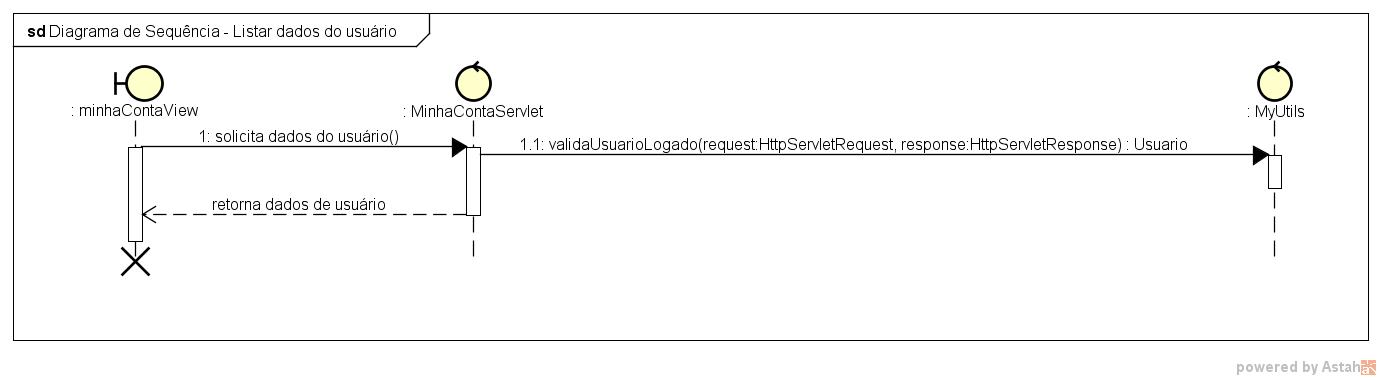 sd Diagrama de Sequência - Listar dados do usuário
: minhaContaView
: MinhaContaServlet
: MyUtils
1: solicita dados do usuário()
1.1: validaUsuarioLogado(request:HttpServletRequest, response:HttpServletResponse) : Usuario
retorna dados de usuário
powered by Astah